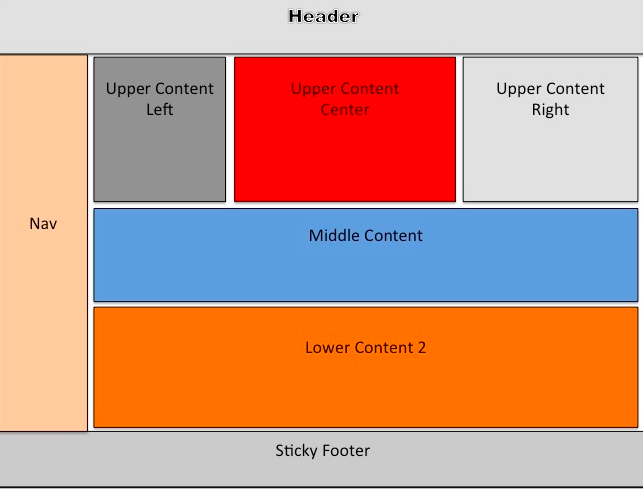 Header
Upper Content
Left
Upper Content
Center
Upper Content
Right
Nav
Middle Content
Lower Content 2
Sticky Footer